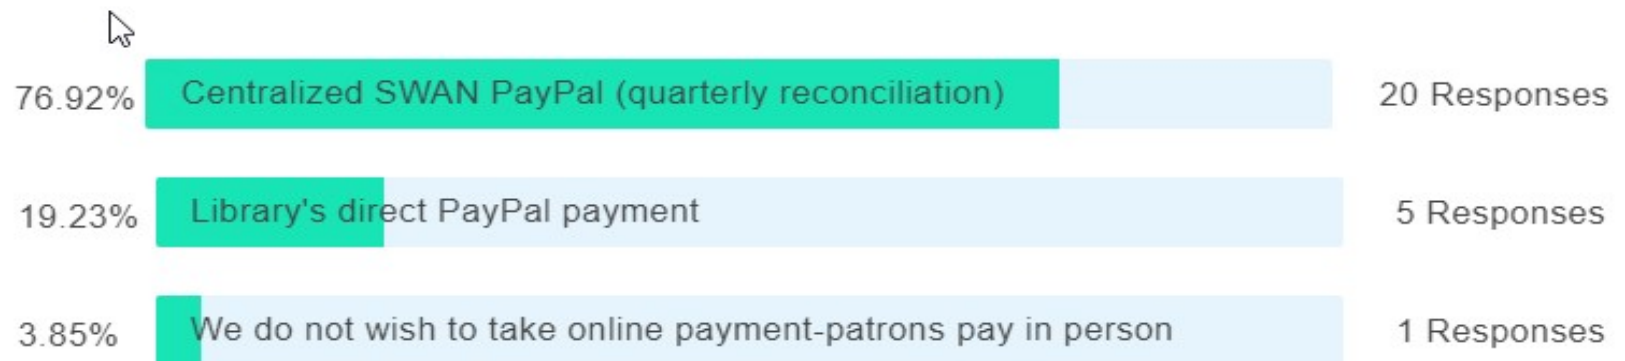 76.92% Centralized SWAN PayPal (quarterly reconciliation) 20 Responses
19.23% Library's direct PayPal payment 5 Responses
3.85% We do not wish to take online payment-patrons pay in person 1 Responses